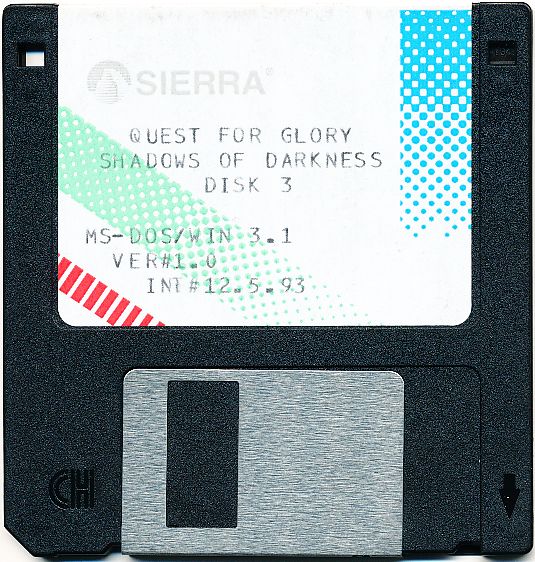 SIERRA®
QUEST FOR GLORY
SHADOWS OF DARKNESS
DISK 3
MS-DOS/WIN 3.1
VER#1.0
INT#12.5.93
CH